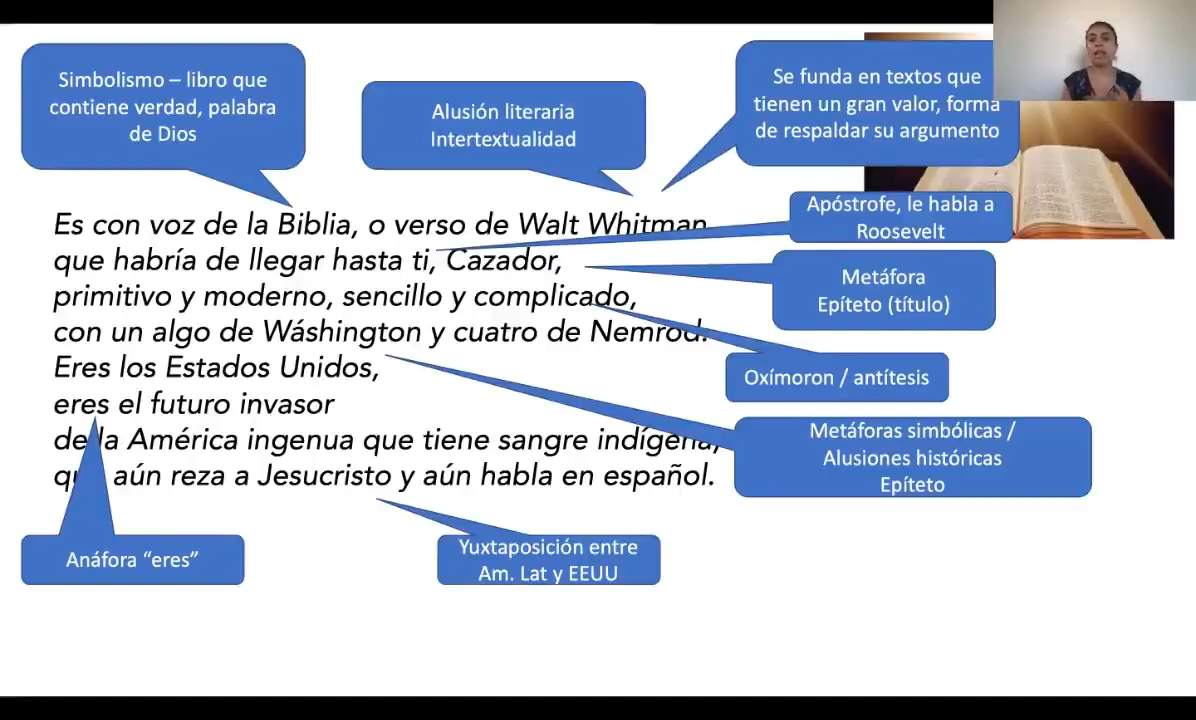 Simbolismo – libro que
contiene verdad, palabra
de Dios
Alusión literaria
Intertextualidad
Se funda en textos que
tienen un gran valor, forma
de respaldar su argumento
Es con voz de la Biblia, o verso de Walt Whitman,
que habría de llegar hasta ti, Cazador,
primitivo y moderno, sencillo y complicado,
con un algo de Wáshington y cuatro de Nemrod.
Eres los Estados Unidos,
eres el futuro invasor
de la América ingenua que tiene sangre indígena,
que aún reza a Jesucristo y aún habla en español.
Apóstrofe, le habla a
Roosevelt
Metáfora
Epíteto (título)
Oxímoron / antítesis
Metáforas simbólicas /
Alusiones históricas
Epíteto
Anáfora “eres”
Yuxtaposición entre
Am. Lat y EEUU